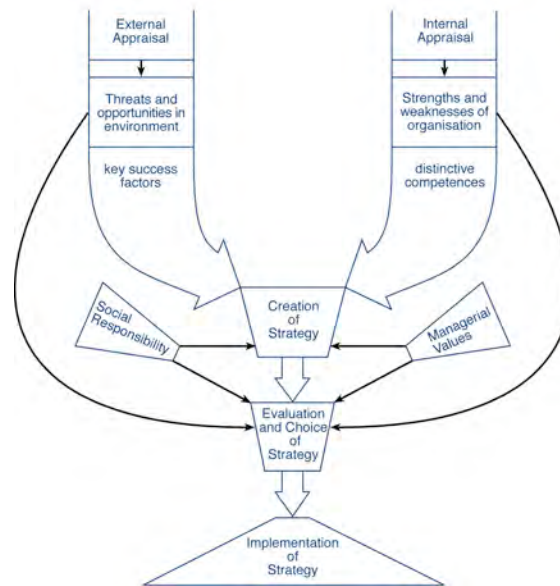 External
Appraisal
Internal
Appraisal
Threats and
opportunities in
environment
Strengths and
weaknesses of
organisation
key success
factors
distinctive
competences
Creation
of
Strategy
Social
Responsibility
Managerial
Values
Evaluation
and Choice
of
Strategy
Implementation
of
Strategy